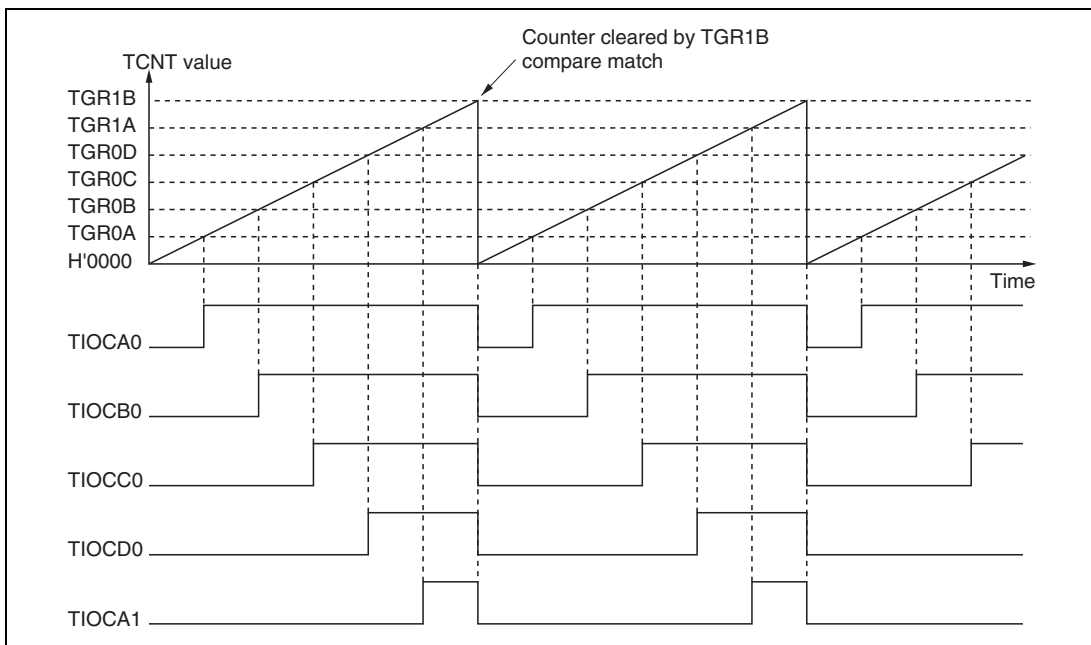 Counter cleared by TGR1B
compare match
TCNT value
TGR1B
TGR1A
TGR0D
TGR0C
TGR0B
TGR0A
H'0000
Time
TIOCA0
TIOCB0
TIOCC0
TIOCD0
TIOCA1